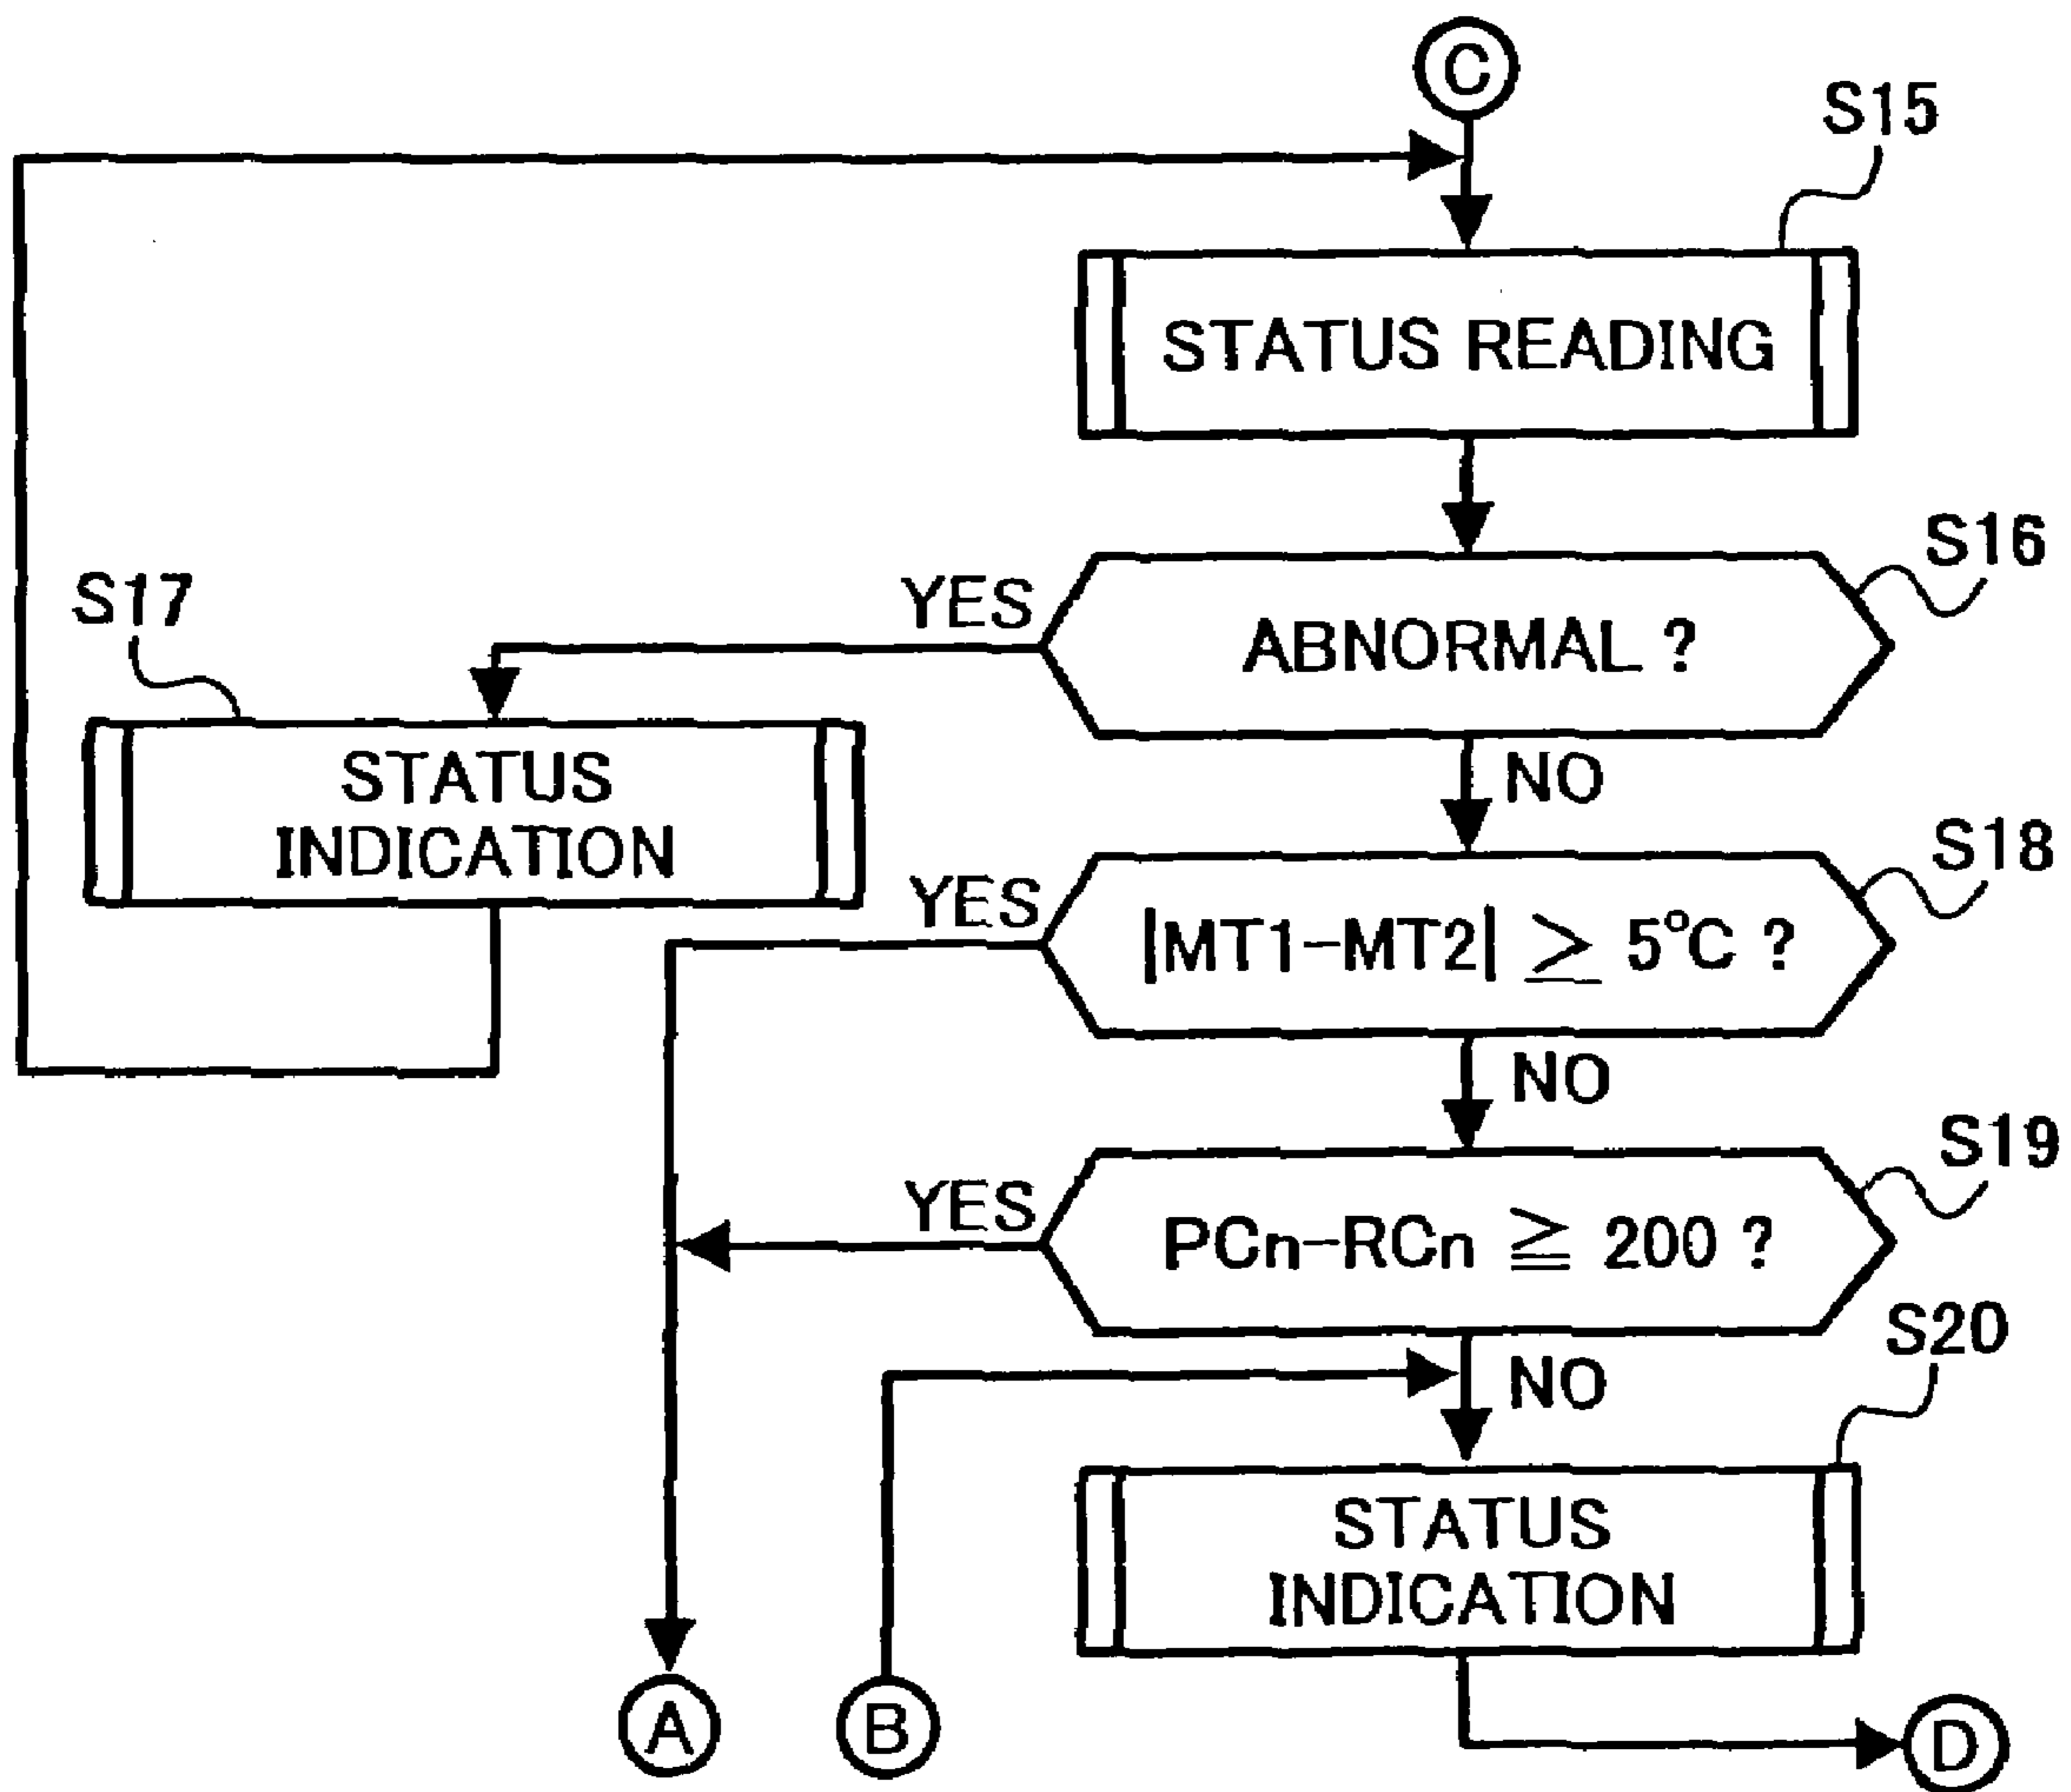 C
S15
STATUS READING
S16
YES
ABNORMAL ?
S17
NO
STATUS
INDICATION
S18
YES
|MT1-MT2| ≥ 5°C ?
NO
S19
YES
PCn-RCn ≧ 200 ?
S20
NO
STATUS
INDICATION
A
B
D